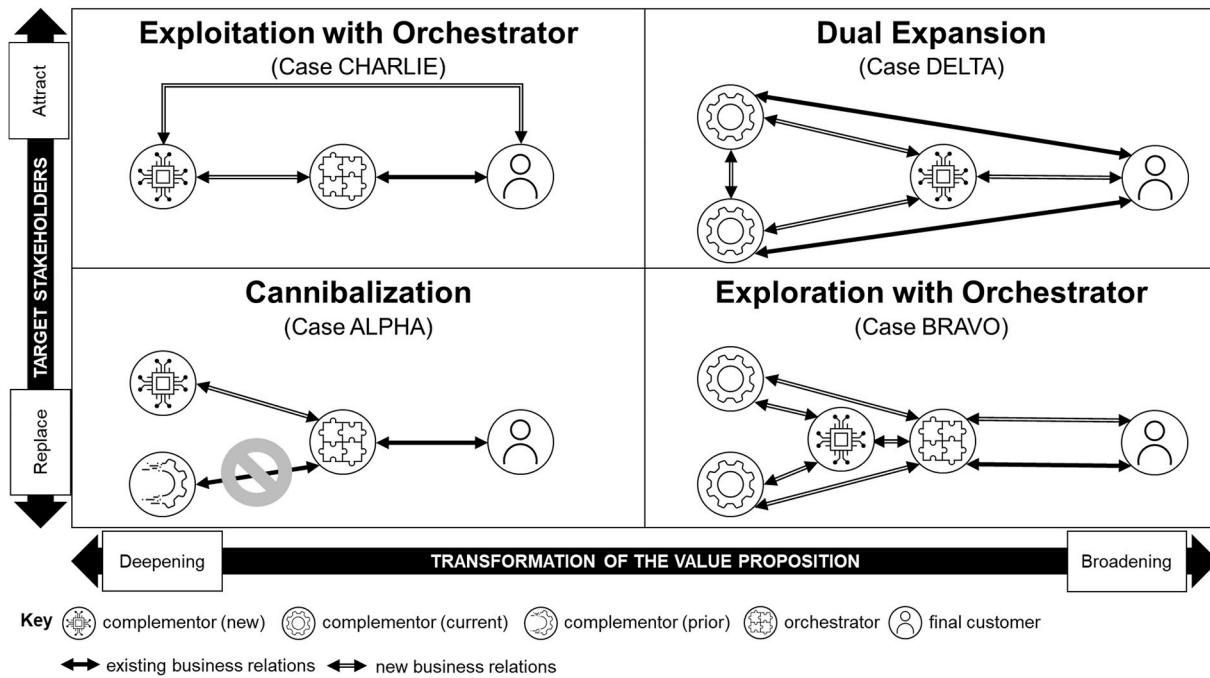 Exploitation with Orchestrator
(Case CHARLIE)
Dual Expansion
(Case DELTA)
Attract
TARGET STAKEHOLDERS
Replace
Cannibalization
(Case ALPHA)
Exploration with Orchestrator
(Case BRAVO)
Deepening
TRANSFORMATION OF THE VALUE PROPOSITION
Broadening
Key complementor (new) complementor (current) complementor (prior) orchestrator final customer
existing business relations new business relations